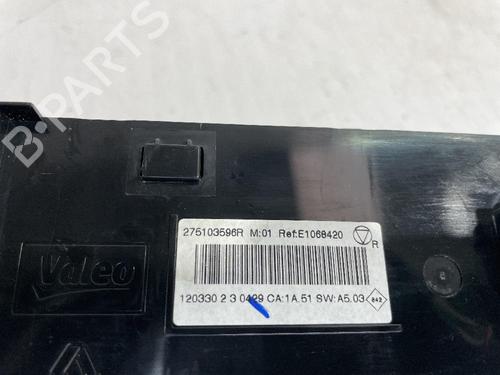 B-PARTS
275103596R M:01 Ref:E1068420
R
Valeo
120330 2 3 0429 CA:1A.51 SW:A5.03